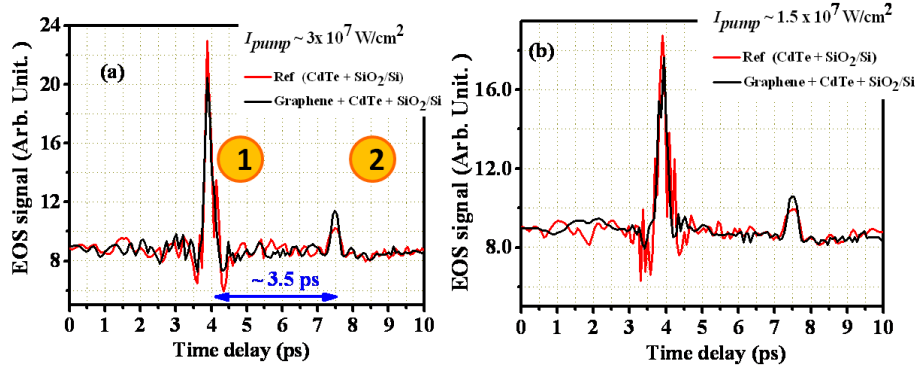 (a)
I_pump ~ 3x 10^7 W/cm^2
Ref (CdTe + SiO_2/Si)
Graphene + CdTe + SiO_2/Si
1
2
~ 3.5 ps
24
20
16
12
8
EOS signal (Arb. Unit.)
0 1 2 3 4 5 6 7 8 9 10
Time delay (ps)
(b)
I_pump ~ 1.5 x 10^7 W/cm^2
Ref (CdTe + SiO_2/Si)
Graphene + CdTe + SiO_2/Si
16.0
12.0
8.0
EOS signal (Arb. Unit.)
0 1 2 3 4 5 6 7 8 9 10
Time delay (ps)